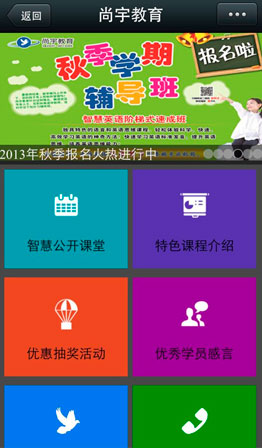 返回
尚宇教育
尚宇教育
报名啦
秋季学期
辅导班
智慧英语阶梯式速成班
2013年秋季报名火热进行中
智慧公开课堂
特色课程介绍
优惠抽奖活动
优秀学员感言